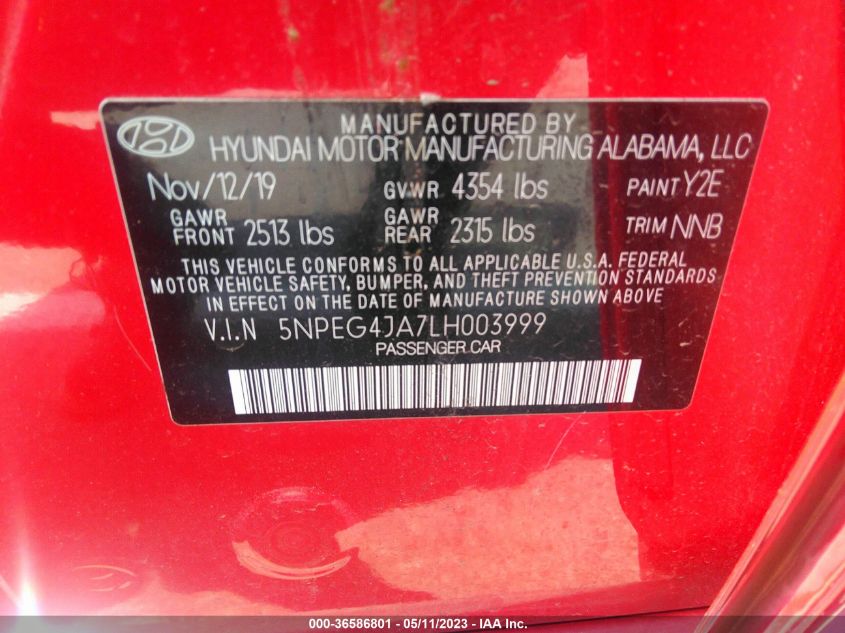 MANUFACTURED BY
HYUNDAI MOTOR MANUFACTURING ALABAMA, LLC
Nov/12/19 GVWR 4354 lbs PAINT Y2E
GAWR FRONT 2513 lbs GAWR REAR 2315 lbs TRIM NNB
THIS VEHICLE CONFORMS TO ALL APPLICABLE U.S.A. FEDERAL
MOTOR VEHICLE SAFETY, BUMPER, AND THEFT PREVENTION STANDARDS
IN EFFECT ON THE DATE OF MANUFACTURE SHOWN ABOVE.
V.I.N 5NPEG4JA7LH003999
PASSENGER CAR
000-36586801 - 05/11/2023 - IAA Inc.